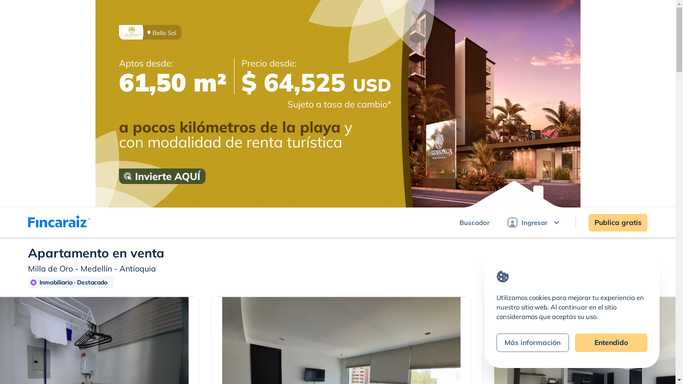 Bello Sol
Aptos desde:
61,50 m²
Precio desde:
$ 64,525 USD
Sujeto a tasa de cambio*
a pocos kilómetros de la playa y
con modalidad de renta turística
Invierte AQUÍ
Fincaraíz
Buscador
Ingresar
Publica gratis
Apartamento en venta
Milla de Oro - Medellín - Antioquia
Inmobiliaria - Destacado
Utilizamos cookies para mejorar tu experiencia en
nuestro sitio web. Al continuar en el sitio
consideramos que aceptas su uso.
Más información
Entendido